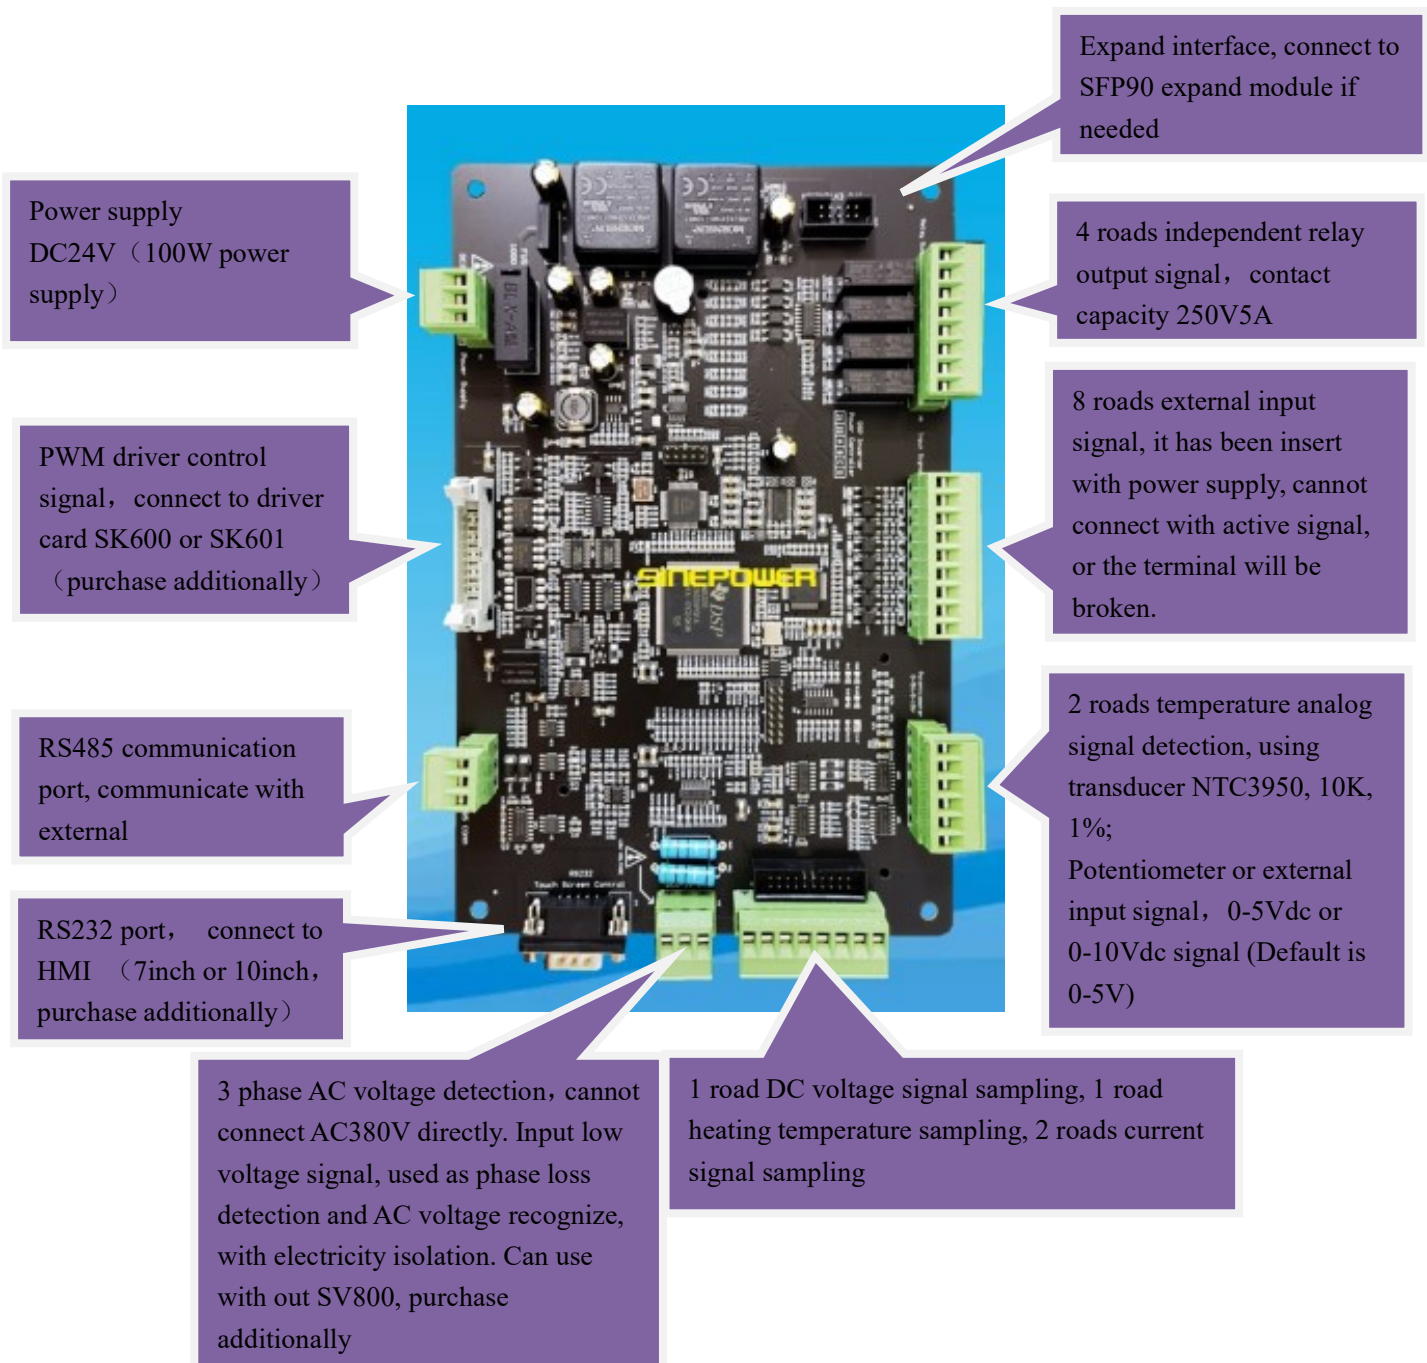 Expand interface, connect to
SFP90 expand module if
needed
Power supply
DC24V（100W power
supply）
4 roads independent relay
output signal，contact
capacity 250V5A
8 roads external input
signal, it has been insert
with power supply, cannot
connect with active signal,
or the terminal will be
broken.
PWM driver control
signal，connect to driver
card SK600 or SK601
（purchase additionally）
SINEPOWER
DSP
BLX-A
2 roads temperature analog
signal detection, using
transducer NTC3950, 10K,
1%;
Potentiometer or external
input signal，0-5Vdc or
0-10Vdc signal (Default is
0-5V)
RS485 communication
port, communicate with
external
RS232
Touch Screen Control
RS232 port， connect to
HMI （7inch or 10inch，
purchase additionally）
3 phase AC voltage detection，cannot
connect AC380V directly. Input low
voltage signal, used as phase loss
detection and AC voltage recognize,
with electricity isolation. Can use
with out SV800, purchase
additionally
1 road DC voltage signal sampling, 1 road
heating temperature sampling, 2 roads current
signal sampling